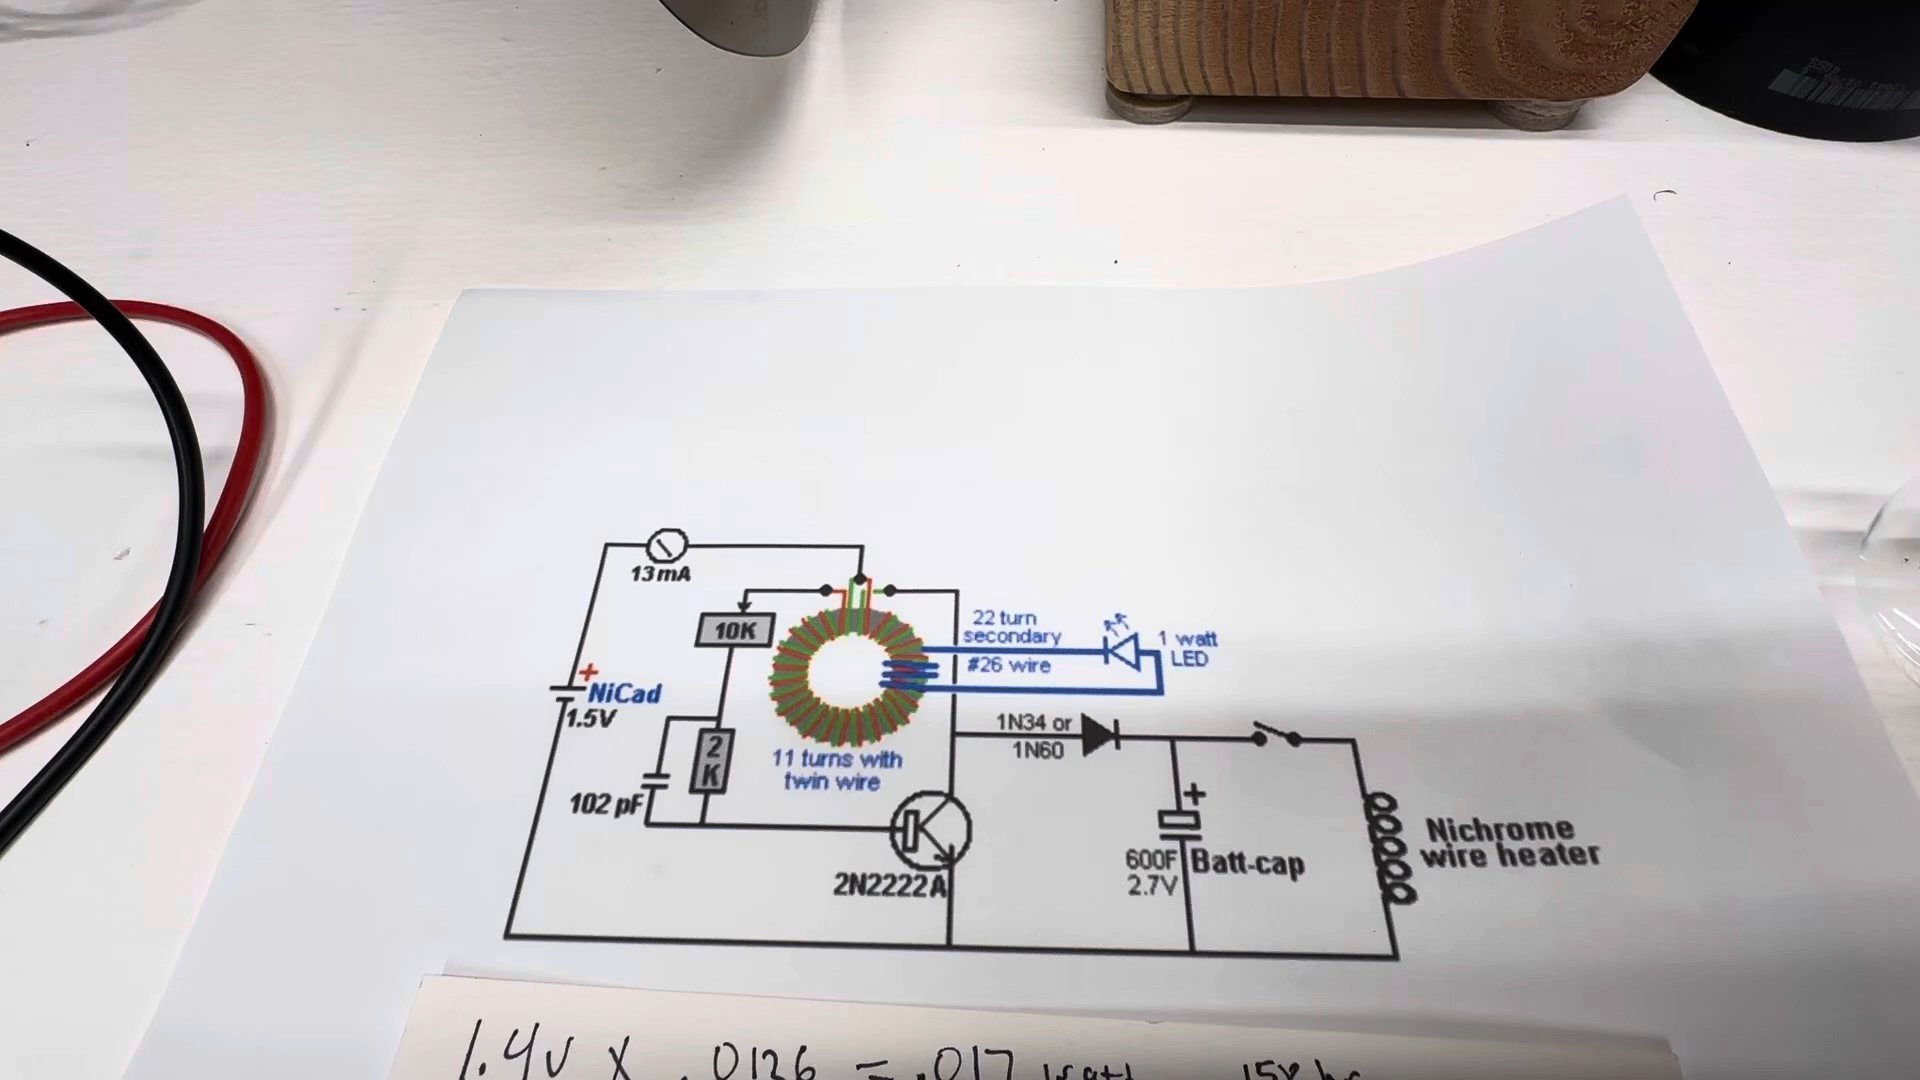 13mA
10K
22 turn
secondary
#26 wire
1 watt
LED
+
NiCad
1.5V
2
K
11 turns with
twin wire
1N34 or
1N60
102 pF
+
2N2222A
600F
2.7V
Batt-cap
Nichrome
wire heater
1.4v x .0126 = .017 watt